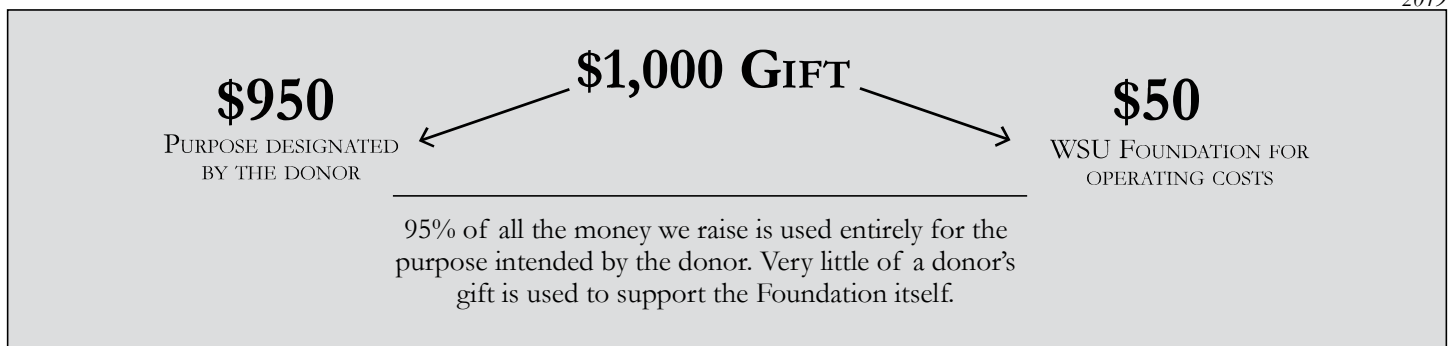 2019
$1,000 GIFT
$950
PURPOSE DESIGNATED
BY THE DONOR
$50
WSU FOUNDATION FOR
OPERATING COSTS
95% of all the money we raise is used entirely for the
purpose intended by the donor. Very little of a donor’s
gift is used to support the Foundation itself.